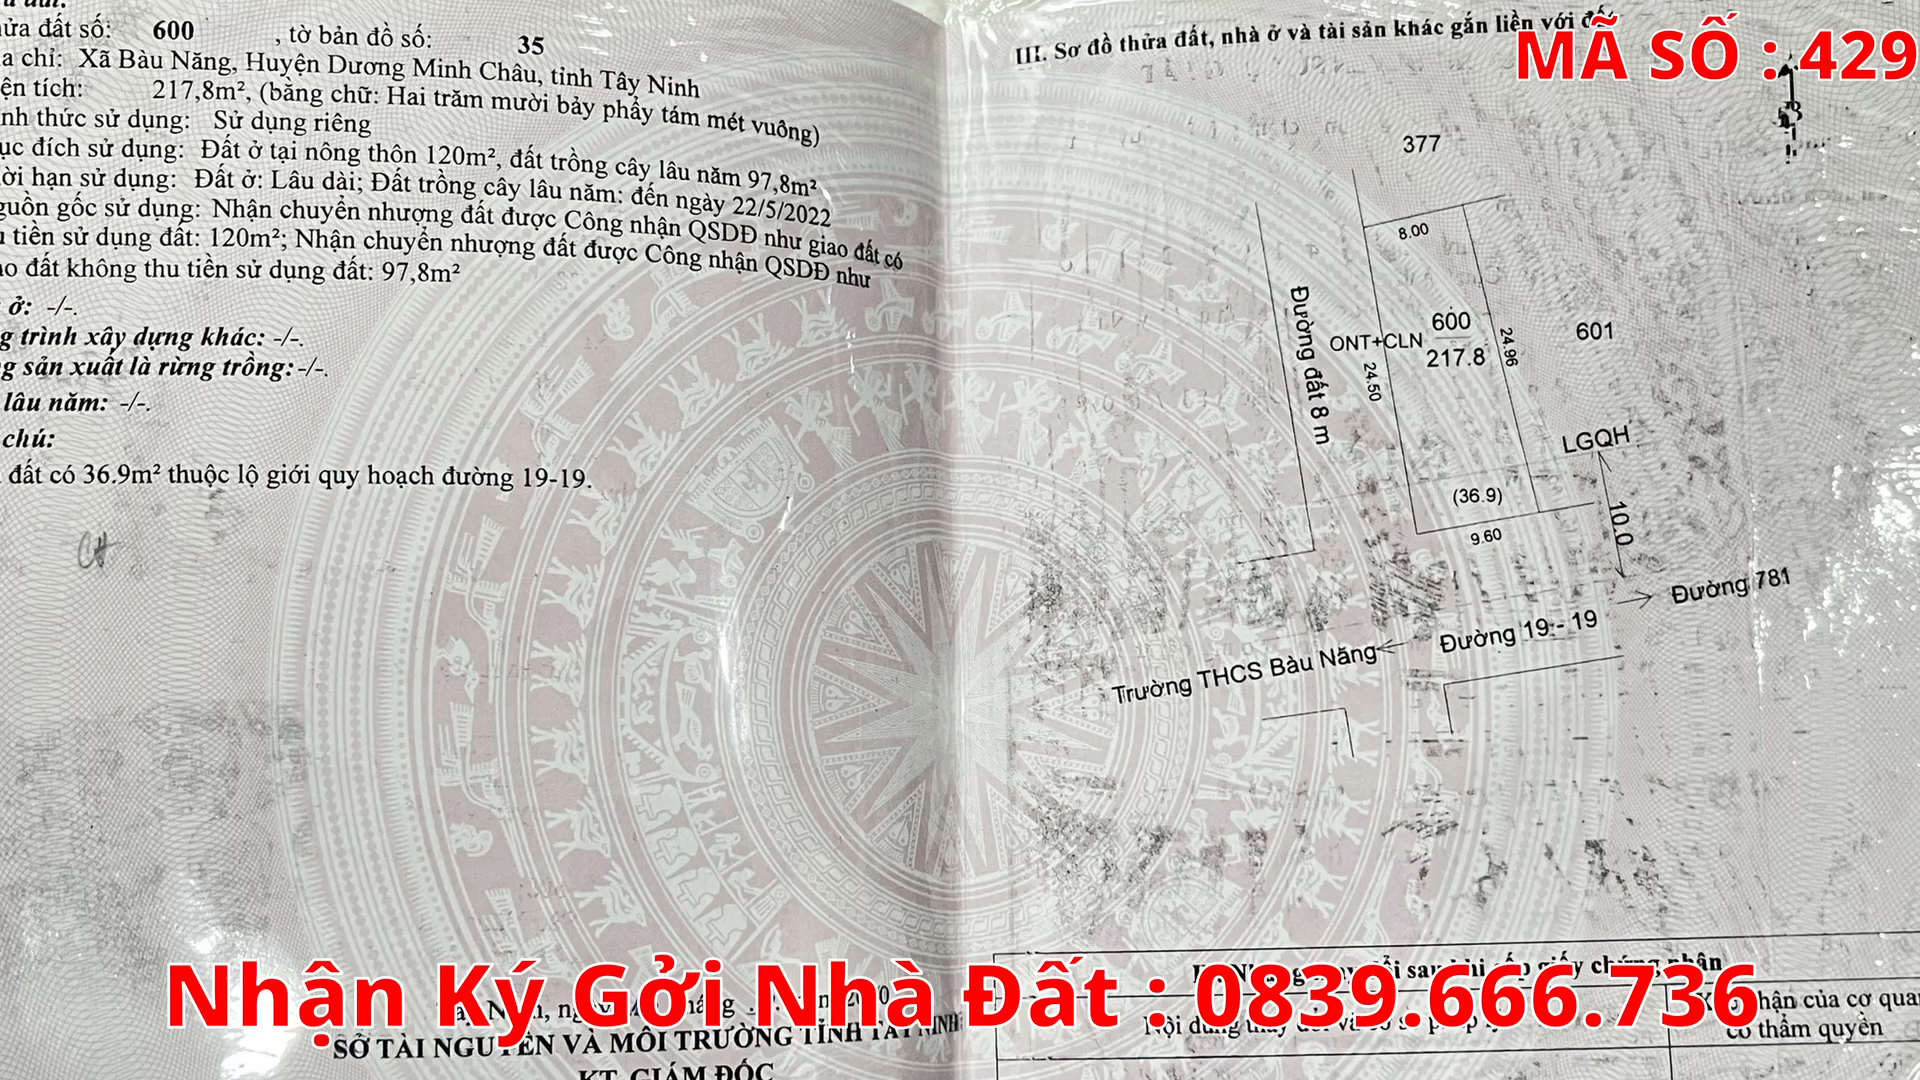 ửa đất số: 600 , tờ bản đồ số: 35
a chỉ: Xã Bàu Năng, Huyện Dương Minh Châu, tỉnh Tây Ninh
ện tích: 217,8m², (bằng chữ: Hai trăm mười bảy phẩy tám mét vuông)
nh thức sử dụng: Sử dụng riêng
ục đích sử dụng: Đất ở tại nông thôn 120m², đất trồng cây lâu năm 97,8m²
ời hạn sử dụng: Đất ở: Lâu dài; Đất trồng cây lâu năm: đến ngày 22/5/2022
guồn gốc sử dụng: Nhận chuyển nhượng đất được Công nhận QSDĐ như giao đất có
u tiền sử dụng đất: 120m²; Nhận chuyển nhượng đất được Công nhận QSDĐ như
ao đất không thu tiền sử dụng đất: 97,8m²
ở: -/-.
g trình xây dựng khác: -/-.
g sản xuất là rừng trồng: -/-.
lâu năm: -/-.
chú:
đất có 36.9m² thuộc lộ giới quy hoạch đường 19-19.
SỞ TÀI NGUYÊN VÀ MÔI TRƯỜNG TỈNH TÂY NINH
KT. GIÁM ĐỐC
III. Sơ đồ thửa đất, nhà ở và tài sản khác gắn liền với đất
MÃ SỐ : 429
B
377
8.00
Đường đất 8 m
ONT+CLN
600
217.8
24.50
24.96
601
LGQH
(36.9)
9.60
10.0
Đường 781
Đường 19 - 19
Trường THCS Bàu Năng
Nhận Ký Gởi Nhà Đất : 0839.666.736
nhận của cơ quan
có thẩm quyền